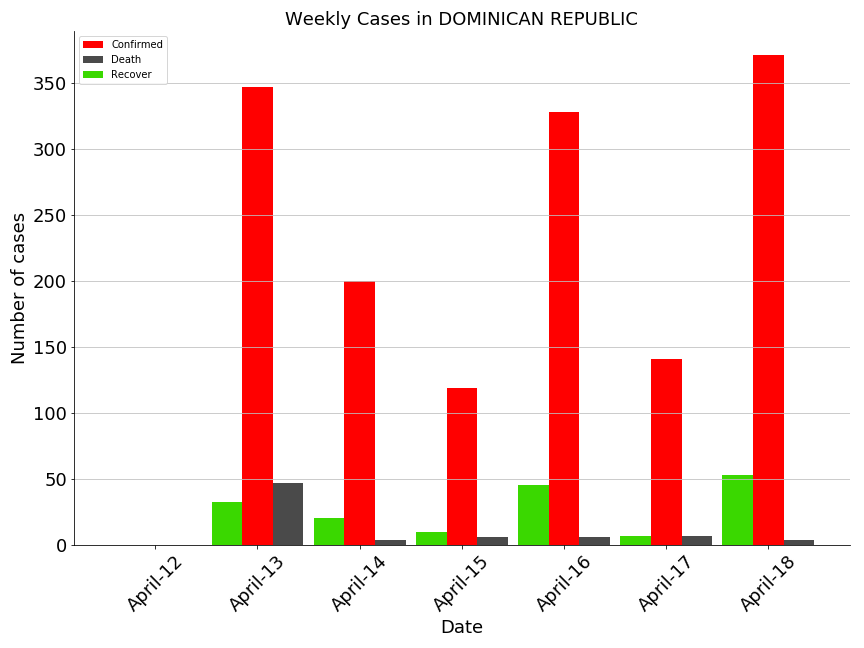 Weekly Cases in DOMINICAN REPUBLIC
Confirmed
Death
Recover
Number of cases
350
300
250
200
150
100
50
0
April-12
April-13
April-14
April-15
April-16
April-17
April-18
Date